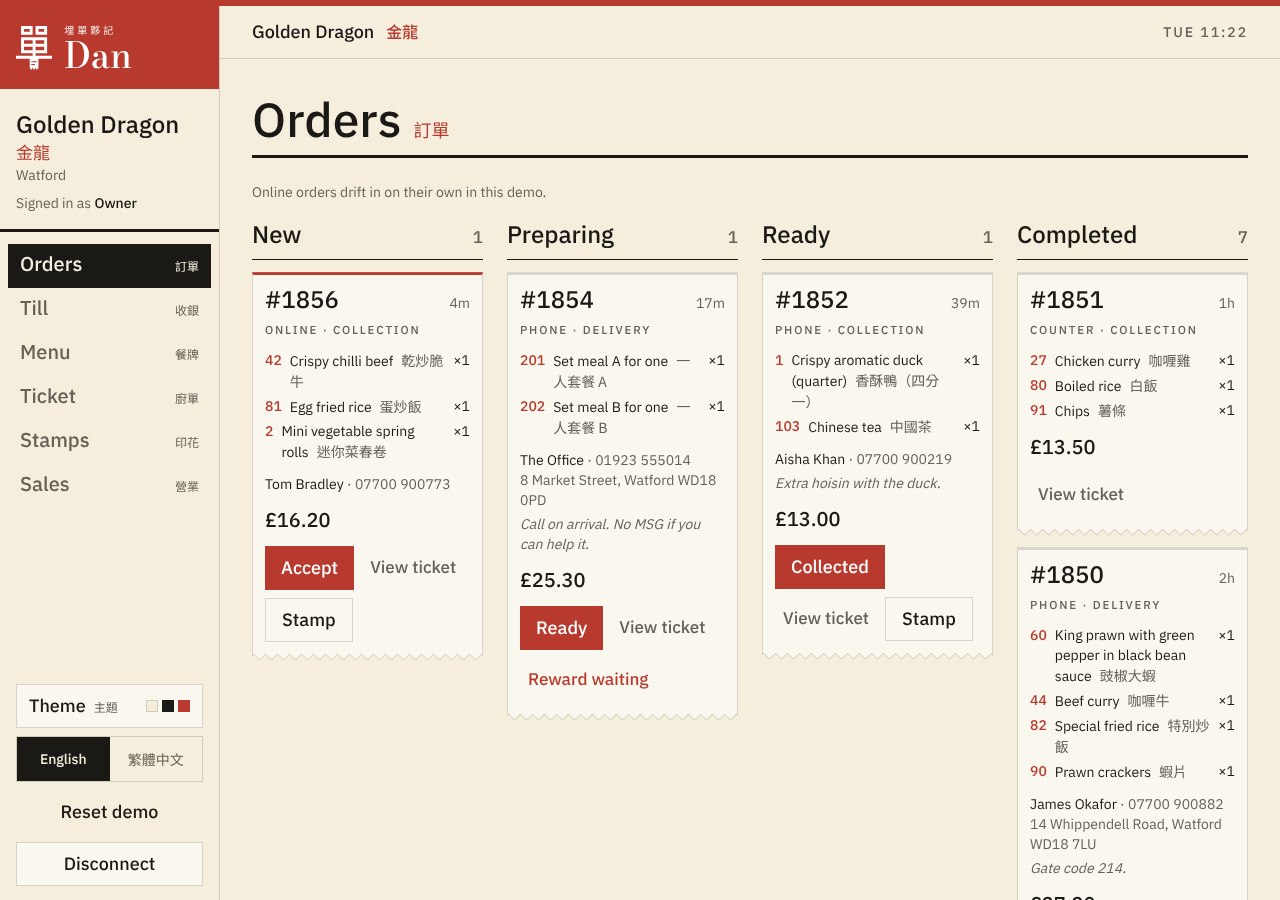 單 埋單夥記
Dan
Golden Dragon
金龍
Watford
Signed in as Owner
Orders 訂單
Till 收銀
Menu 餐牌
Ticket 廚單
Stamps 印花
Sales 營業
Theme 主題
English 繁體中文
Reset demo
Disconnect
Golden Dragon 金龍
TUE 11:22
Orders 訂單
Online orders drift in on their own in this demo.
New 1
#1856 4m
ONLINE · COLLECTION
42 Crispy chilli beef 乾炒脆 ×1
牛
81 Egg fried rice 蛋炒飯 ×1
2 Mini vegetable spring ×1
rolls 迷你菜春卷
Tom Bradley · 07700 900773
£16.20
Accept View ticket
Stamp
Preparing 1
#1854 17m
PHONE · DELIVERY
201 Set meal A for one 一 ×1
人套餐 A
202 Set meal B for one 一 ×1
人套餐 B
The Office · 01923 555014
8 Market Street, Watford WD18
0PD
Call on arrival. No MSG if you
can help it.
£25.30
Ready View ticket
Reward waiting
Ready 1
#1852 39m
PHONE · COLLECTION
1 Crispy aromatic duck ×1
(quarter) 香酥鴨（四分
一）
103 Chinese tea 中國茶 ×1
Aisha Khan · 07700 900219
Extra hoisin with the duck.
£13.00
Collected
View ticket Stamp
Completed 7
#1851 1h
COUNTER · COLLECTION
27 Chicken curry 咖喱雞 ×1
80 Boiled rice 白飯 ×1
91 Chips 薯條 ×1
£13.50
View ticket
#1850 2h
PHONE · DELIVERY
60 King prawn with green ×1
pepper in black bean
sauce 豉椒大蝦
44 Beef curry 咖喱牛 ×1
82 Special fried rice 特別炒 ×1
飯
90 Prawn crackers 蝦片 ×1
James Okafor · 07700 900882
14 Whippendell Road, Watford
WD18 7LU
Gate code 214.